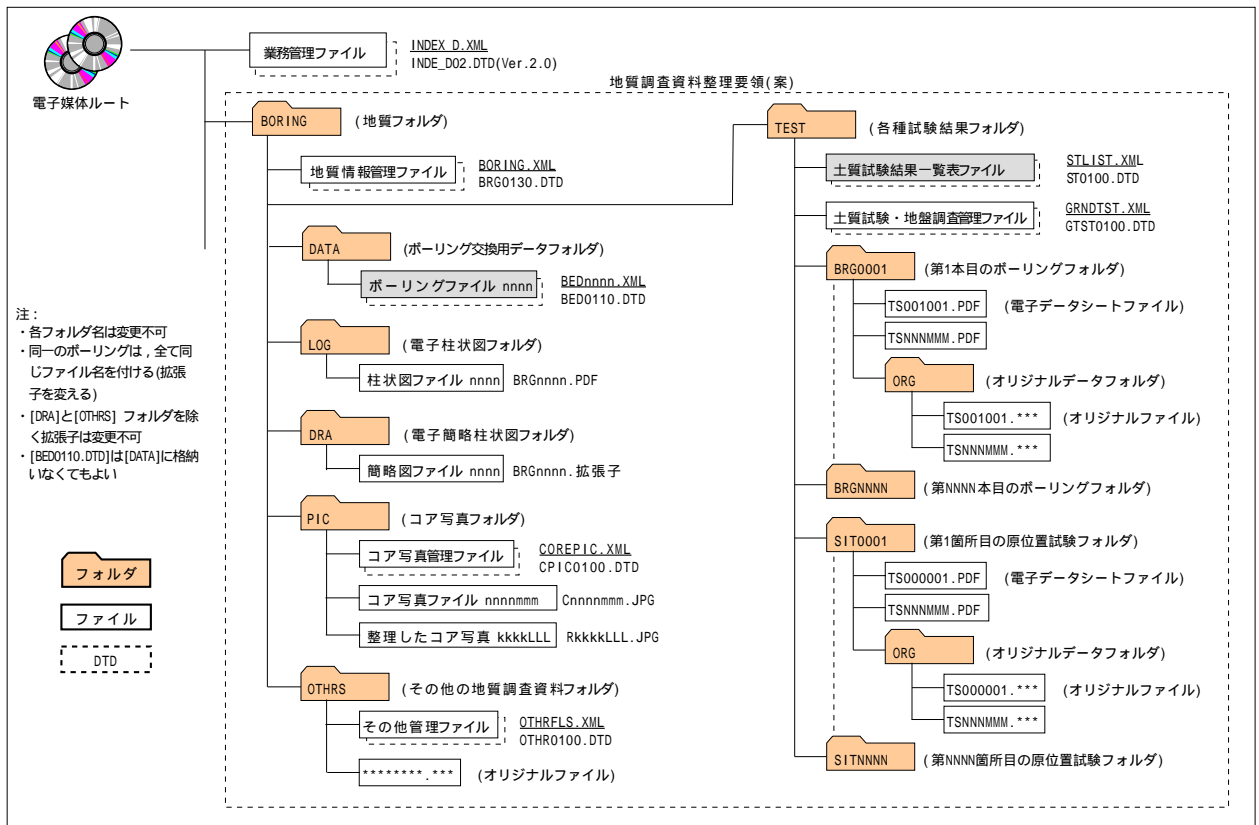 電子媒体ルート
業務管理ファイル
INDEX_D.XML
INDE_D02.DTD(Ver.2.0)
地質調査資料整理要領(案)
BORING
(地質フォルダ)
地質情報管理ファイル
BORING.XML
BRG0130.DTD
DATA
(ボーリング交換用データフォルダ)
ボーリングファイル nnnn
BEDnnnn.XML
BED0110.DTD
LOG
(電子柱状図フォルダ)
柱状図ファイル nnnn
BRGnnnn.PDF
DRA
(電子簡略柱状図フォルダ)
簡略図ファイル nnnn
BRGnnnn.拡張子
PIC
(コア写真フォルダ)
コア写真管理ファイル
COREPIC.XML
CPIC0100.DTD
コア写真ファイル nnnnmmm
Cnnnnmmm.JPG
整理したコア写真 kkkkLLL
RkkkkLLL.JPG
OTHRS
(その他の地質調査資料フォルダ)
その他管理ファイル
OTHRFLS.XML
OTHR0100.DTD
********.***
(オリジナルファイル)
TEST
(各種試験結果フォルダ)
土質試験結果一覧表ファイル
STLIST.XML
ST0100.DTD
土質試験・地盤調査管理ファイル
GRNDTST.XML
GTST0100.DTD
BRG0001
(第1本目のボーリングフォルダ)
TS001001.PDF
(電子データシートファイル)
TSNNNMMM.PDF
ORG
(オリジナルデータフォルダ)
TS001001.***
(オリジナルファイル)
TSNNNMMM.***
BRGNNNN
(第NNNN本目のボーリングフォルダ)
SIT0001
(第1箇所目の原位置試験フォルダ)
TS000001.PDF
(電子データシートファイル)
TSNNNMMM.PDF
ORG
(オリジナルデータフォルダ)
TS000001.***
(オリジナルファイル)
TSNNNMMM.***
SITNNNN
(第NNNN箇所目の原位置試験フォルダ)
注:
・各フォルダ名は変更不可
・同一のボーリングは,全て同
じファイル名を付ける(拡張
子を変える)
・[DRA]と[OTHRS] フォルダを除
く拡張子は変更不可
・[BED0110.DTD]は[DATA]に格納
いなくてもよい
フォルダ
ファイル
DTD